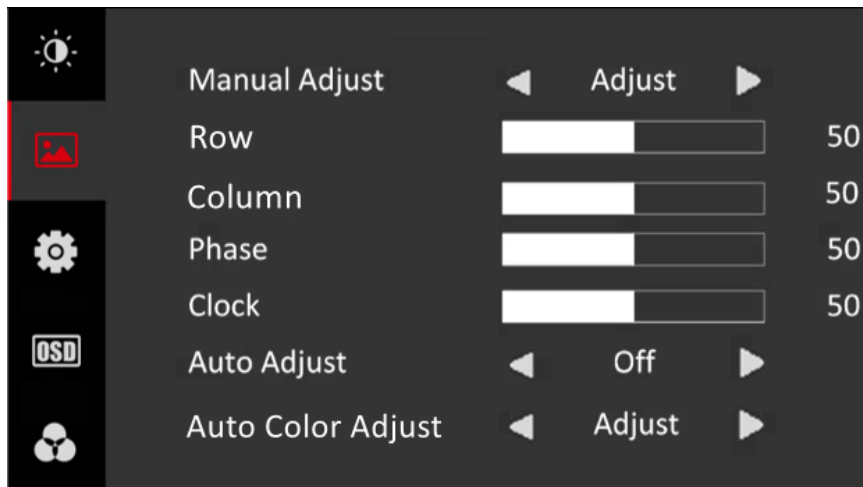 Manual Adjust Adjust
Row 50
Column 50
Phase 50
Clock 50
OSD
Auto Adjust Off
Auto Color Adjust Adjust